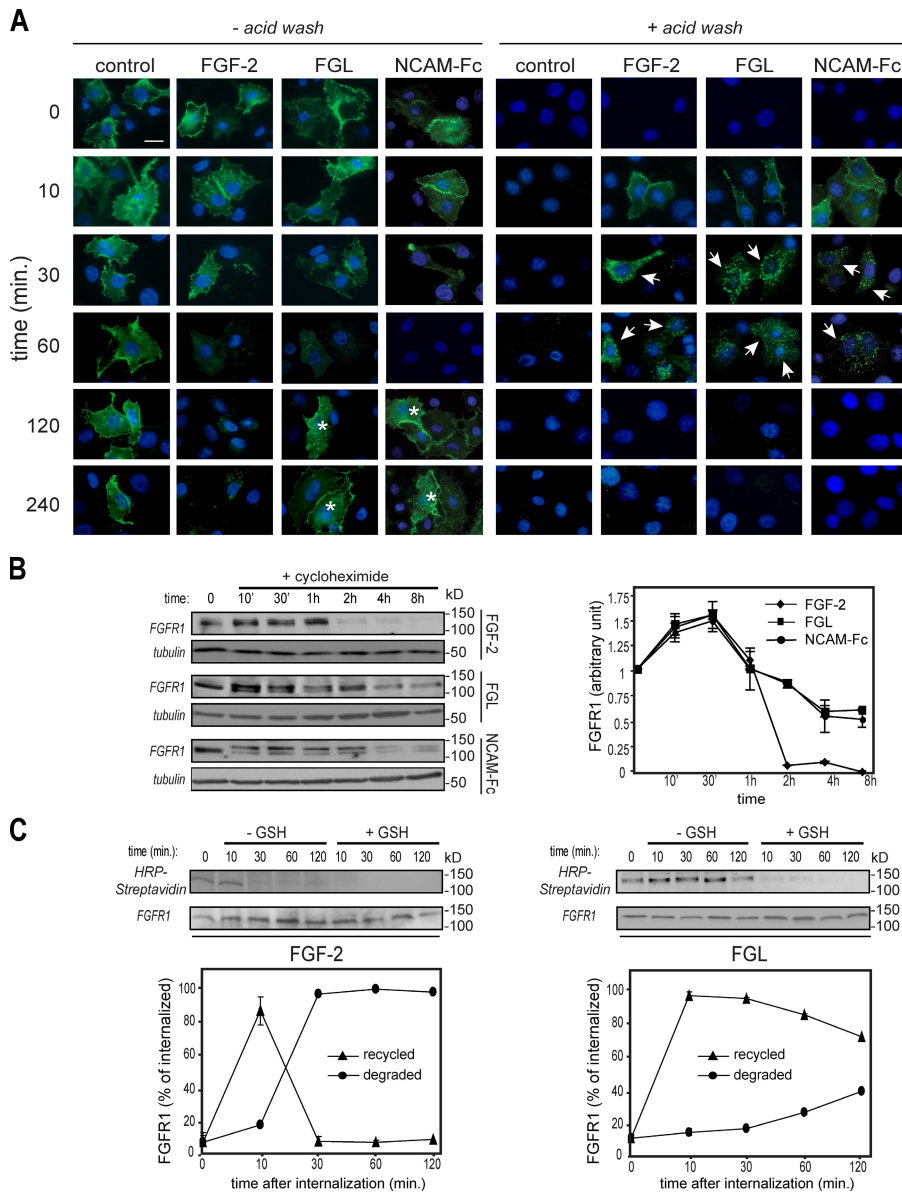 A
- acid wash + acid wash
control FGF-2 FGL NCAM-Fc control FGF-2 FGL NCAM-Fc
time (min.)
0
10
30
60
120
* *
240
* *
B
+ cycloheximide
time: 0 10' 30' 1h 2h 4h 8h kD
FGFR1 -150 -100 FGF-2
tubulin -50
FGFR1 -150 -100 FGL
tubulin -50
FGFR1 -150 -100 NCAM-Fc
tubulin -50
FGFR1 (arbitrary unit)
1.75
1.5
1
0.75
0.5
0.25
0
FGF-2
FGL
NCAM-Fc
10' 30' 1h 2h 4h 8h
time
C
- GSH + GSH
time (min.): 0 10 30 60 120 10 30 60 120 kD
HRP-Streptavidin -150 -100
FGFR1 -150 -100
FGF-2
FGFR1 (% of internalized)
100
80
60
40
20
0
recycled
degraded
0 10 30 60 120
time after internalization (min.)
- GSH + GSH
time (min.): 0 10 30 60 120 10 30 60 120 kD
HRP-Streptavidin -150 -100
FGFR1 -150 -100
FGL
FGFR1 (% of internalized)
100
80
60
40
20
0
recycled
degraded
0 10 30 60 120
time after internalization (min.)